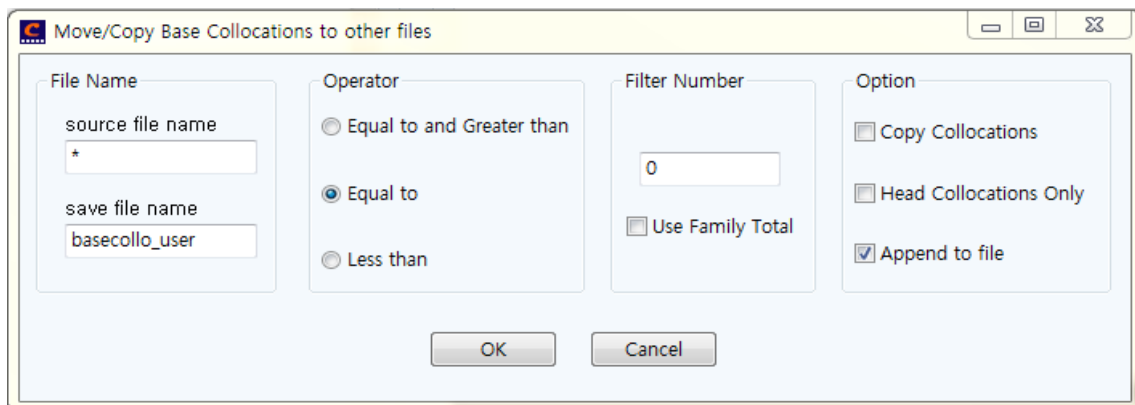 Move/Copy Base Collocations to other files
File Name
source file name
*
save file name
basecollo_user
Operator
Equal to and Greater than
Equal to
Less than
Filter Number
0
Use Family Total
Option
Copy Collocations
Head Collocations Only
Append to file
OK
Cancel